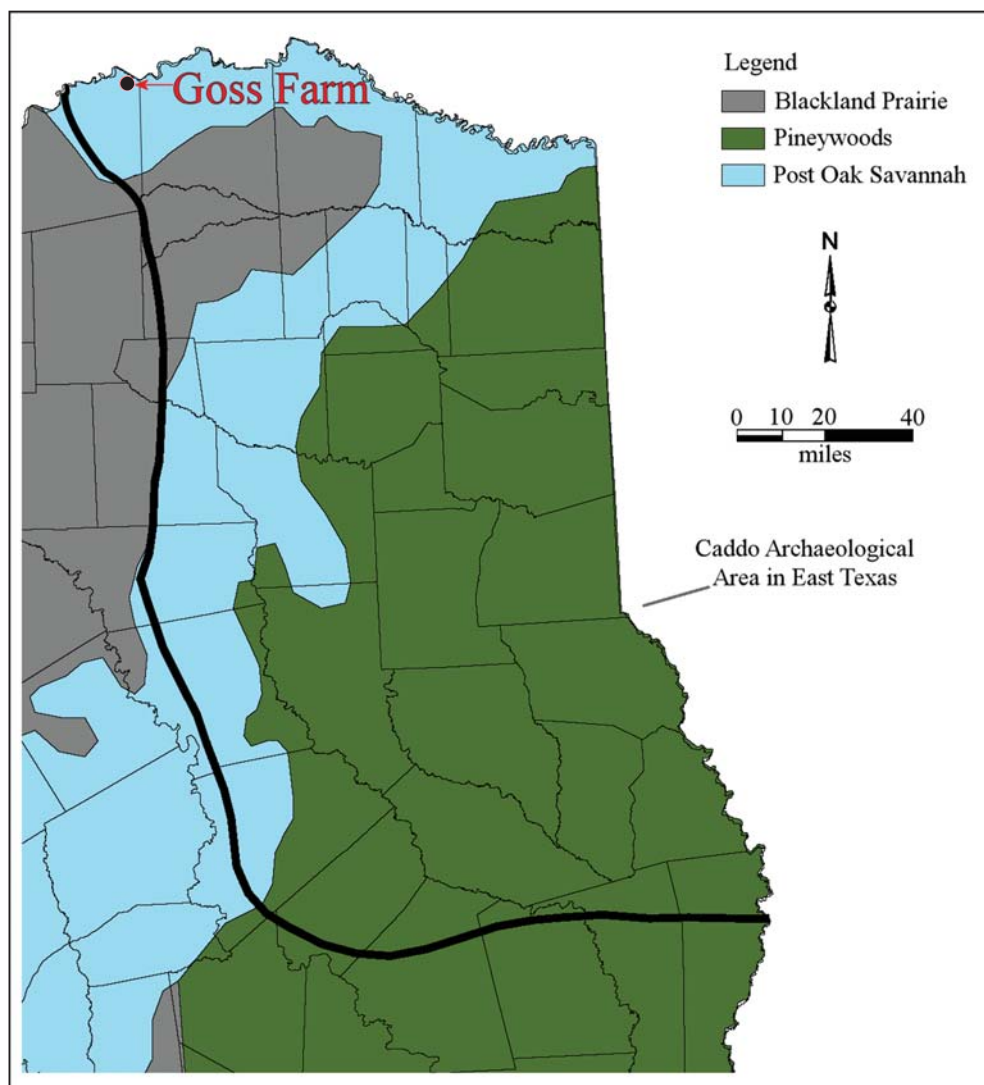 Goss Farm
Legend
Blackland Prairie
Pineywoods
Post Oak Savannah
N
0 10 20 40
miles
Caddo Archaeological
Area in East Texas